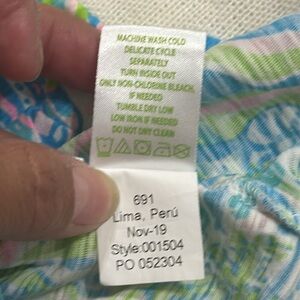 MACHINE WASH COLD
DELICATE CYCLE
SEPARATELY
TURN INSIDE OUT
ONLY NON-CHLORINE BLEACH,
IF NEEDED
TUMBLE DRY LOW
LOW IRON IF NEEDED
DO NOT DRY CLEAN
691
Lima, Perú
Nov-19
Style:001504
PO 052304